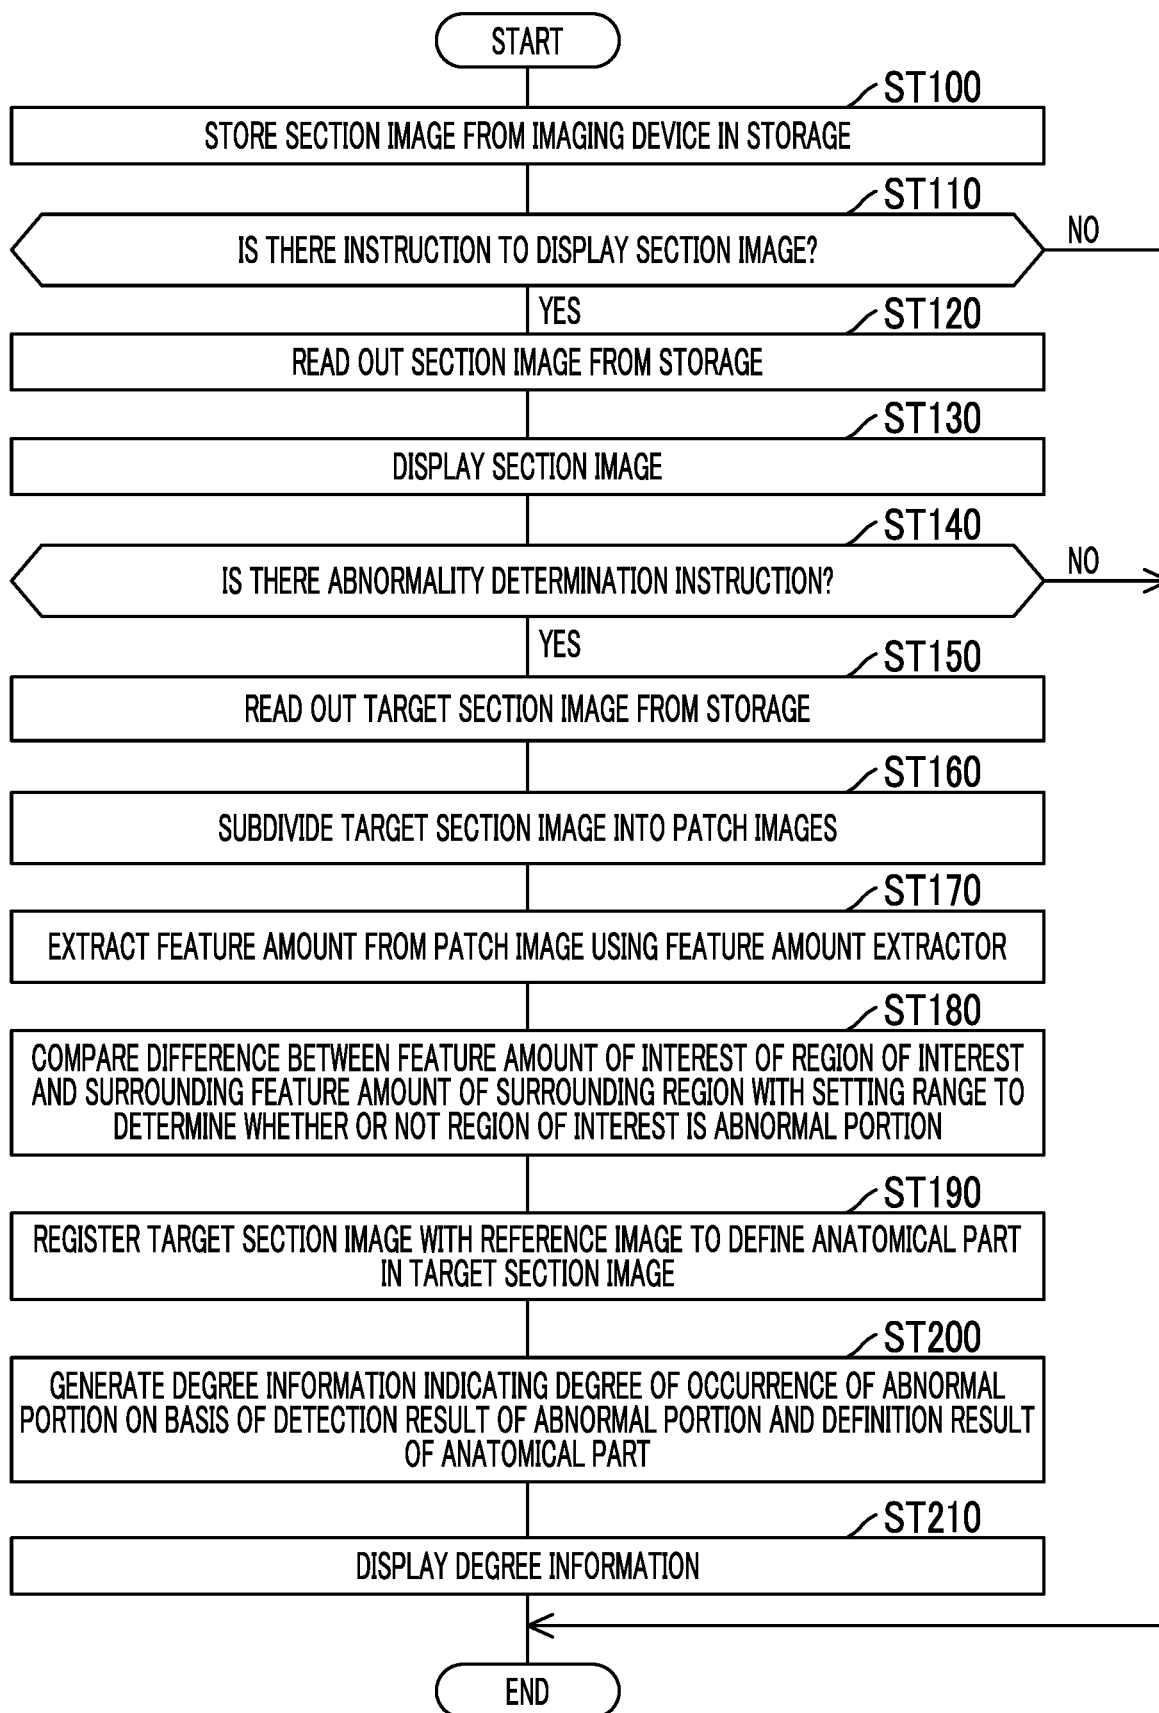 START
ST100
STORE SECTION IMAGE FROM IMAGING DEVICE IN STORAGE
ST110
IS THERE INSTRUCTION TO DISPLAY SECTION IMAGE?
NO
YES
ST120
READ OUT SECTION IMAGE FROM STORAGE
ST130
DISPLAY SECTION IMAGE
ST140
IS THERE ABNORMALITY DETERMINATION INSTRUCTION?
NO
YES
ST150
READ OUT TARGET SECTION IMAGE FROM STORAGE
ST160
SUBDIVIDE TARGET SECTION IMAGE INTO PATCH IMAGES
ST170
EXTRACT FEATURE AMOUNT FROM PATCH IMAGE USING FEATURE AMOUNT EXTRACTOR
ST180
COMPARE DIFFERENCE BETWEEN FEATURE AMOUNT OF INTEREST OF REGION OF INTEREST
AND SURROUNDING FEATURE AMOUNT OF SURROUNDING REGION WITH SETTING RANGE TO
DETERMINE WHETHER OR NOT REGION OF INTEREST IS ABNORMAL PORTION
ST190
REGISTER TARGET SECTION IMAGE WITH REFERENCE IMAGE TO DEFINE ANATOMICAL PART
IN TARGET SECTION IMAGE
ST200
GENERATE DEGREE INFORMATION INDICATING DEGREE OF OCCURRENCE OF ABNORMAL
PORTION ON BASIS OF DETECTION RESULT OF ABNORMAL PORTION AND DEFINITION RESULT
OF ANATOMICAL PART
ST210
DISPLAY DEGREE INFORMATION
END